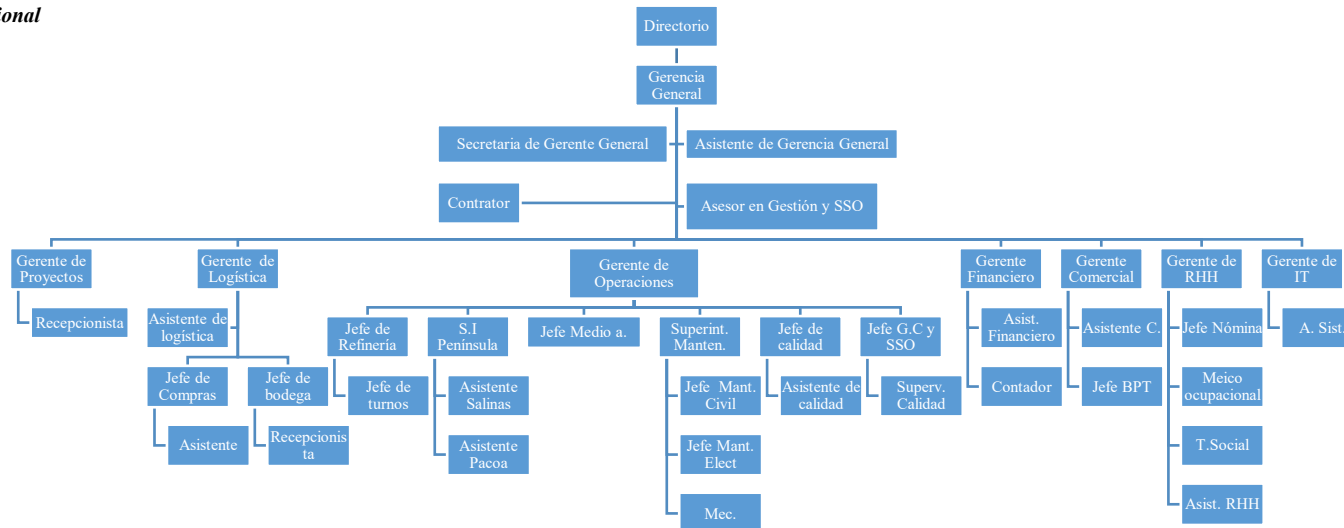 ional
Directorio
Gerencia
General
Secretaria de Gerente General
Asistente de Gerencia General
Contrator
Asesor en Gestión y SSO
Gerente de
Proyectos
Recepcionista
Gerente de
Logística
Asistente de
logística
Jefe de
Compras
Asistente
Jefe de
bodega
Recepcionis
ta
Gerente de
Operaciones
Jefe de
Refinería
Jefe de
turnos
S.I
Península
Asistente
Salinas
Asistente
Pacoa
Jefe Medio a.
Superint.
Manten.
Jefe Mant.
Civil
Jefe Mant.
Elect
Mec.
Jefe de
calidad
Asistente de
calidad
Jefe G.C y
SSO
Superv.
Calidad
Gerente
Financiero
Asist.
Financiero
Contador
Gerente
Comercial
Asistente C.
Jefe BPT
Gerente de
RHH
Jefe Nómina
Meico
ocupacional
T.Social
Asist. RHH
Gerente de
IT
A. Sist.